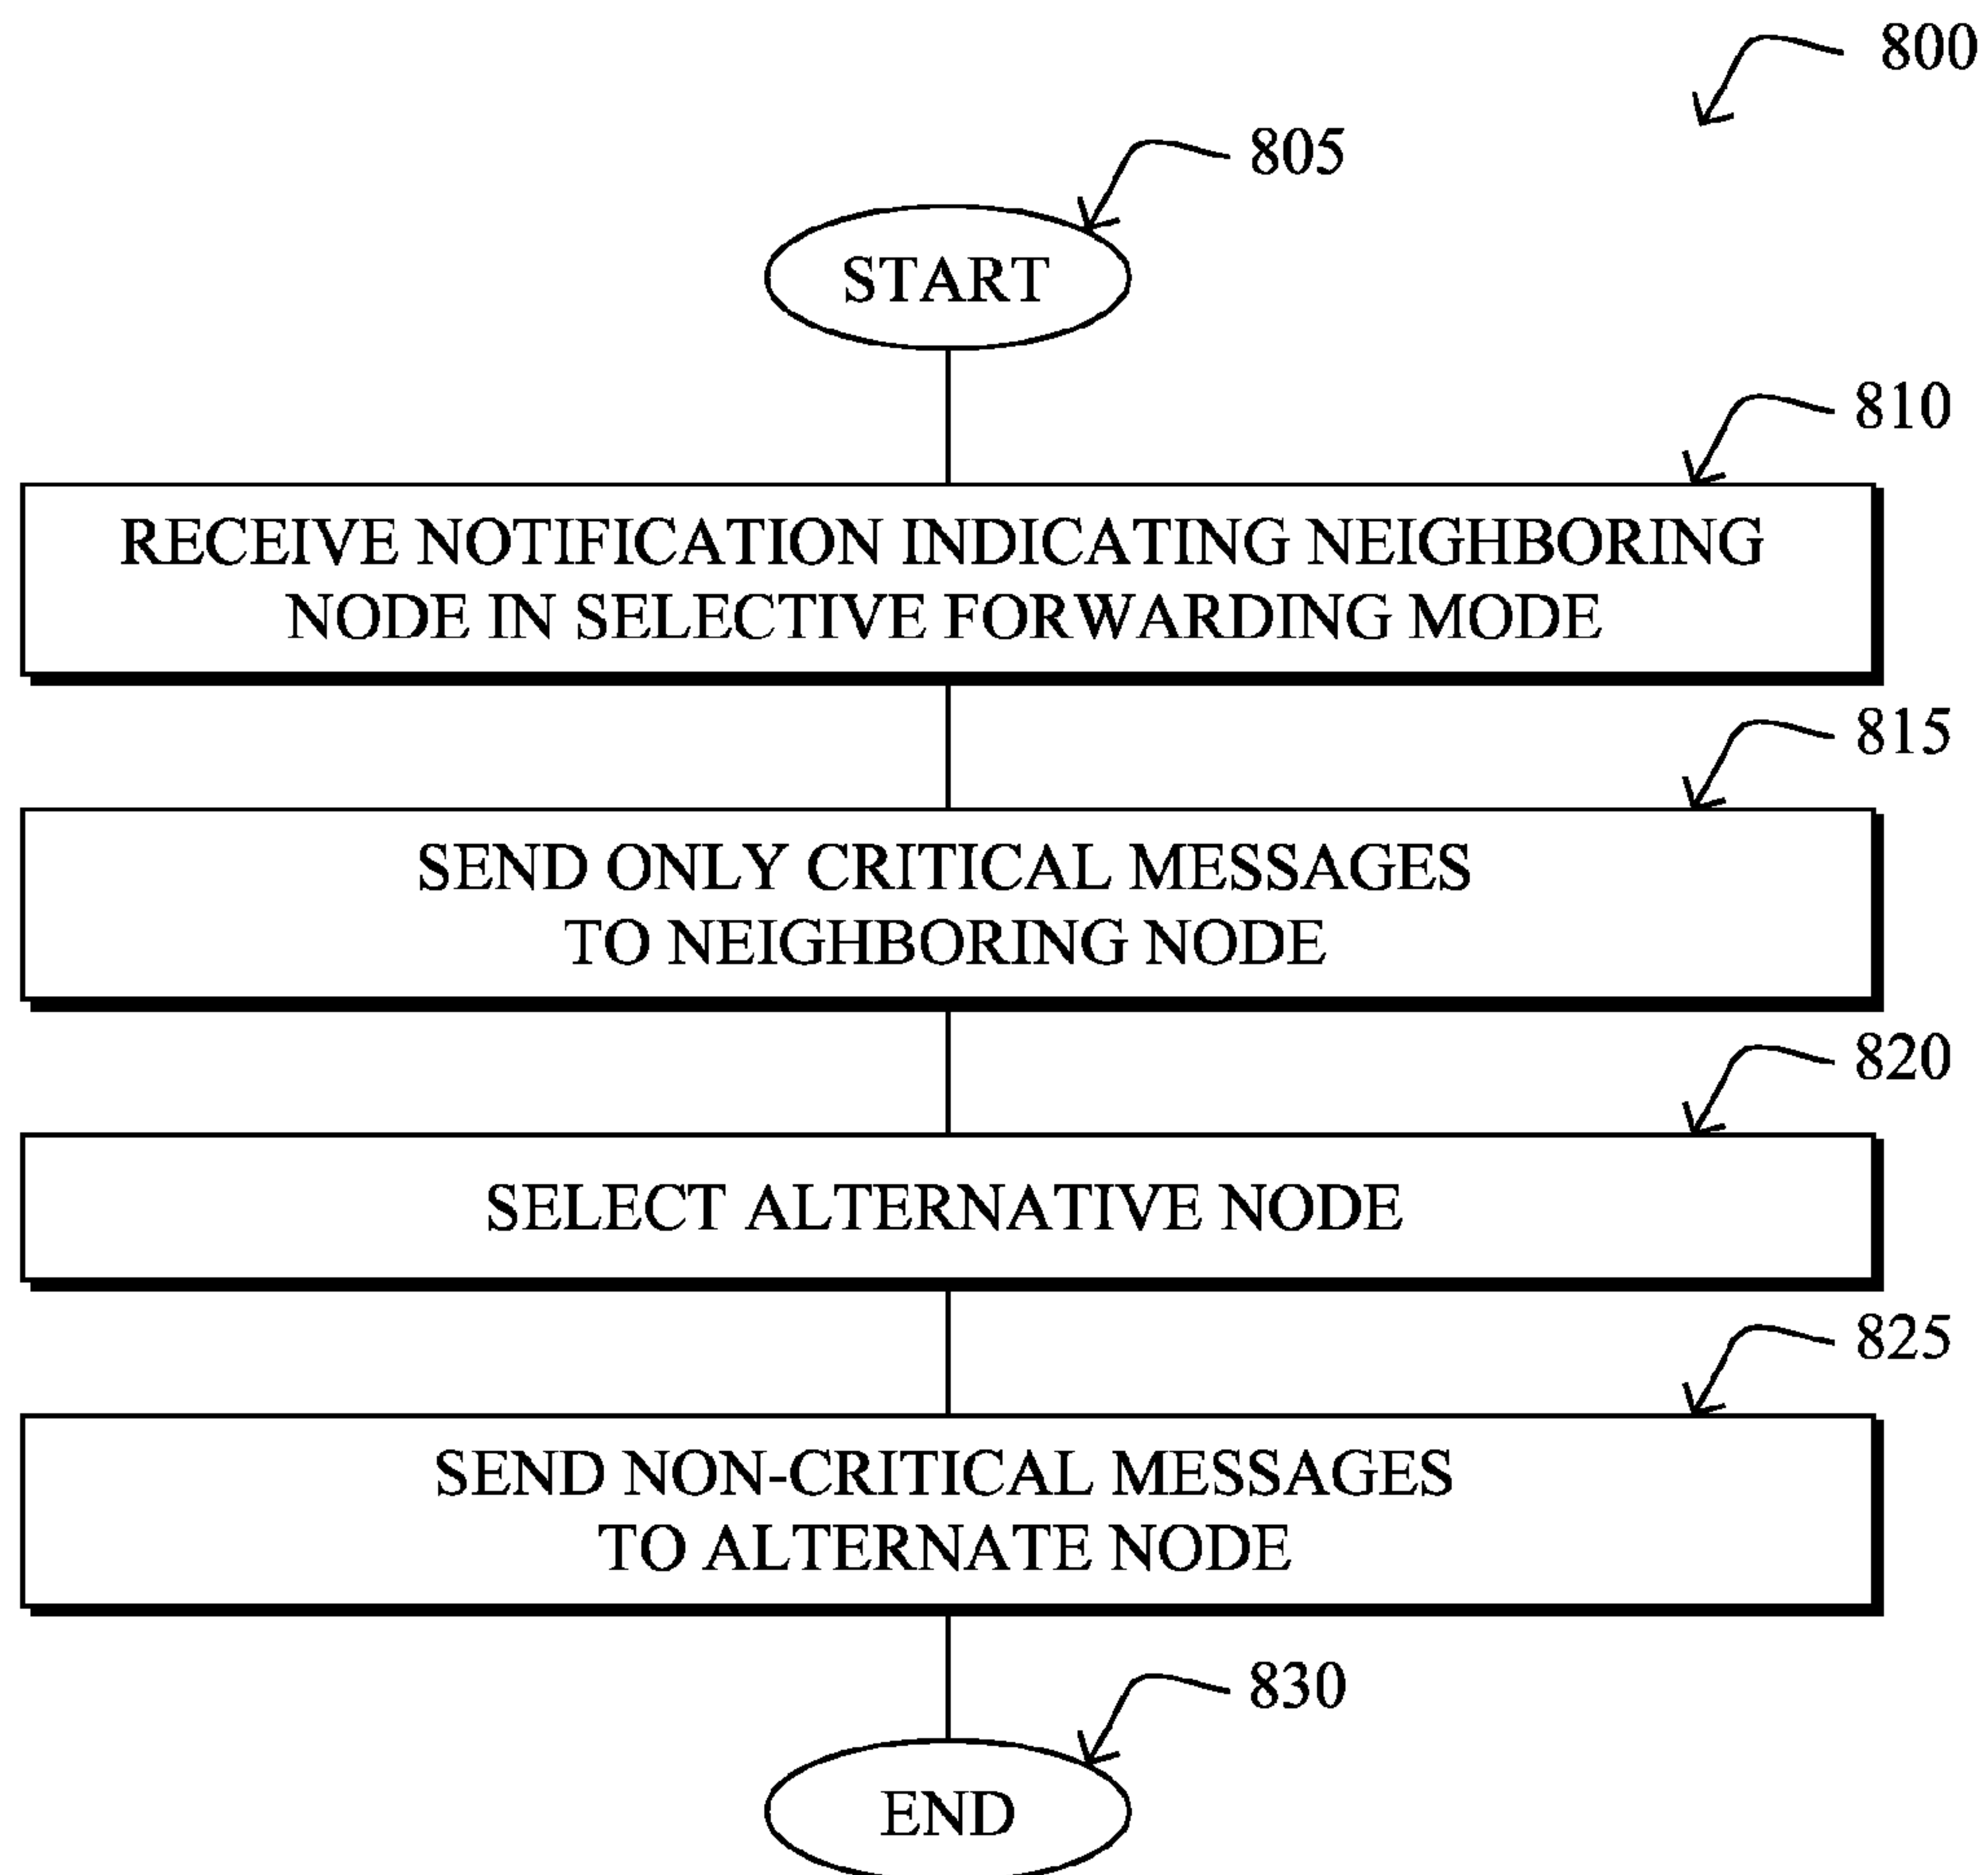 800
805
START
810
RECEIVE NOTIFICATION INDICATING NEIGHBORING
NODE IN SELECTIVE FORWARDING MODE
815
SEND ONLY CRITICAL MESSAGES
TO NEIGHBORING NODE
820
SELECT ALTERNATIVE NODE
825
SEND NON-CRITICAL MESSAGES
TO ALTERNATE NODE
830
END